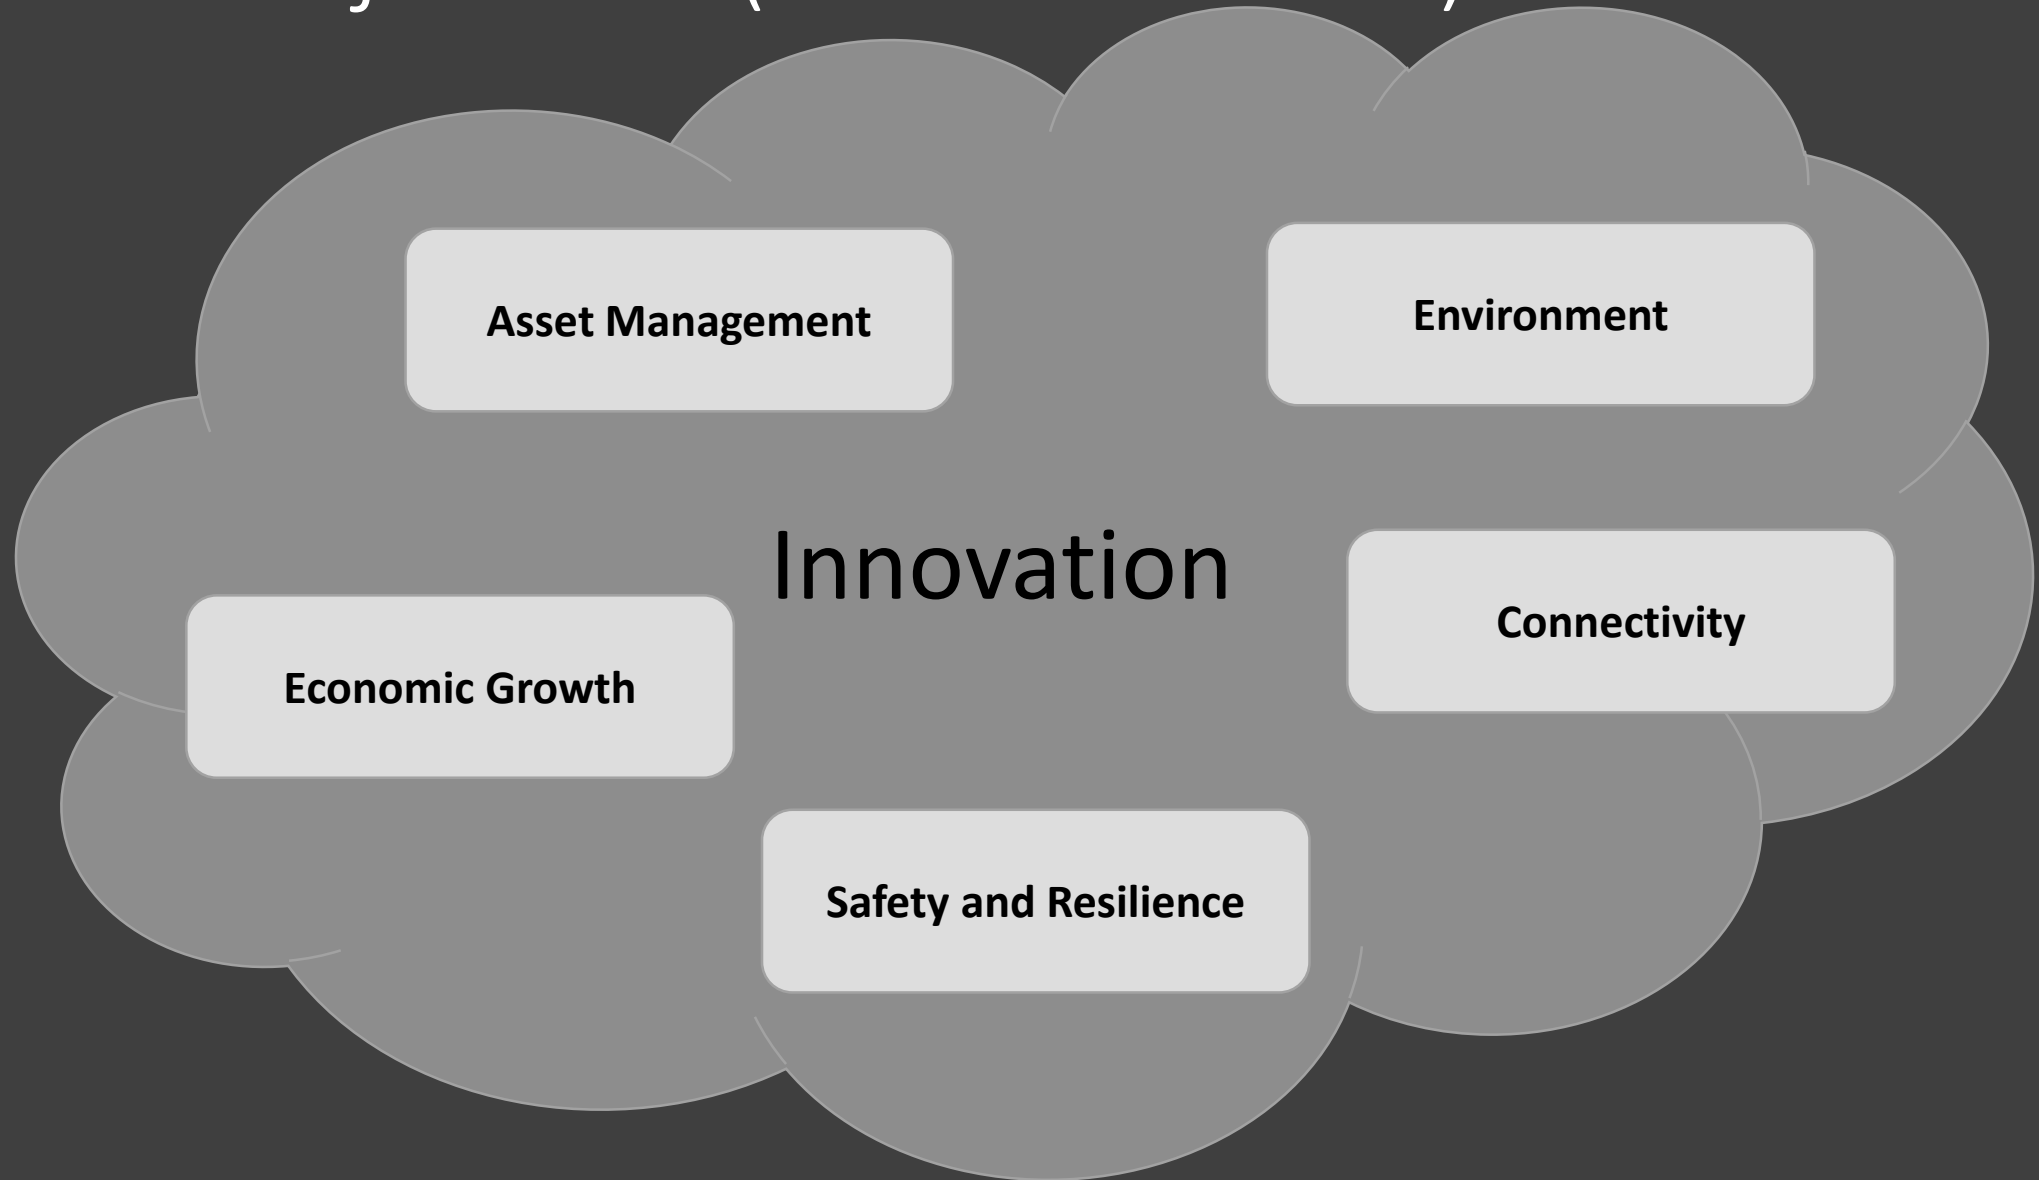 Asset Management
Environment
Innovation
Connectivity
Economic Growth
Safety and Resilience